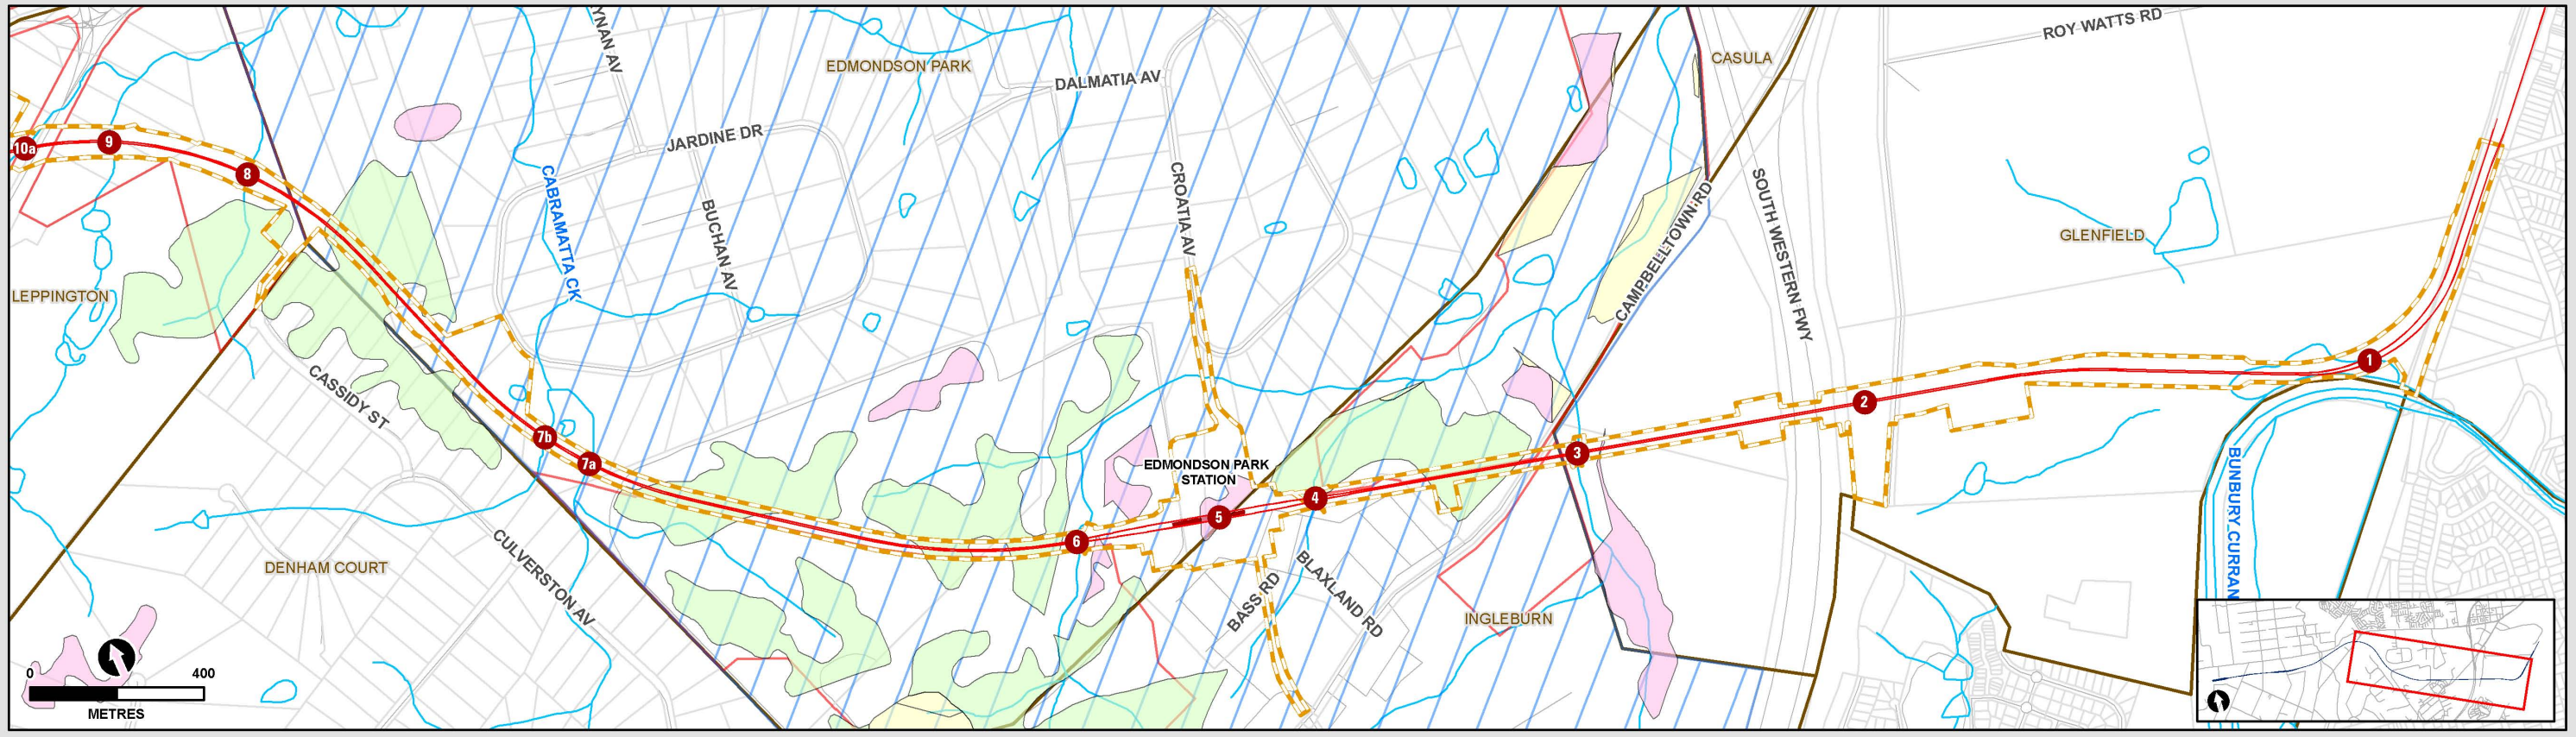 ROY WATTS RD
YNAN AV
EDMONDSON PARK
CASULA
DALMATIA AV
JARDINE DR
10a
9
8
CABRAMATTA CK
BUCHAN AV
CROATIA AV
CAMPBELLTOWN RD
SOUTH WESTERN FWY
GLENFIELD
LEPPINGTON
1
CASSIDY ST
2
7b
7a
3
EDMONDSON PARK
STATION
4
5
6
BUNBURY CURRAN
CULVERSTON AV
DENHAM COURT
BASS RD
BLAXLAND RD
INGLEBURN
0 400
METRES